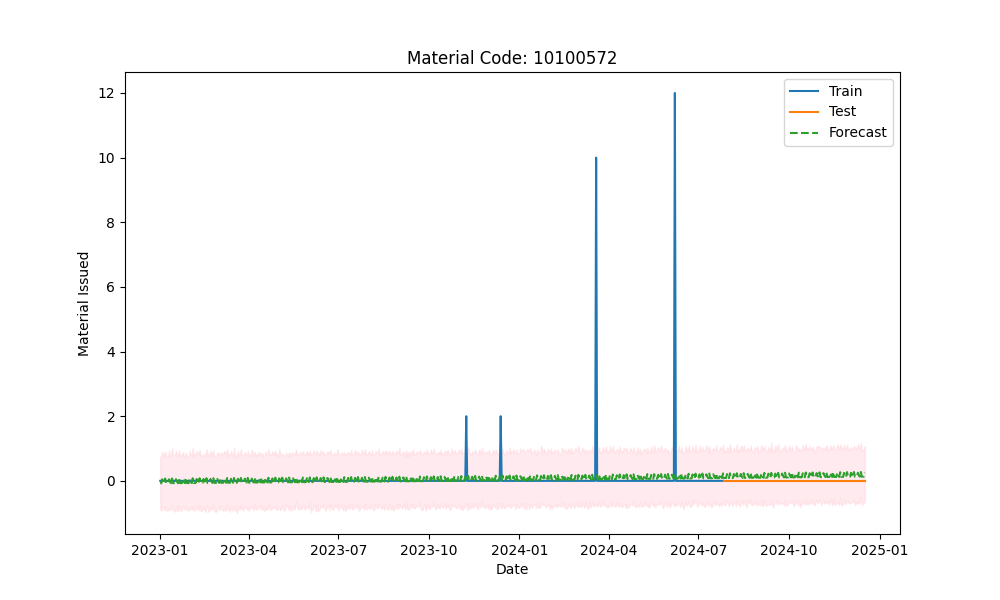 Material Code: 10100572
Train
Test
Forecast
12
10
8
6
4
2
0
Material Issued
2023-01 2023-04 2023-07 2023-10 2024-01 2024-04 2024-07 2024-10 2025-01
Date